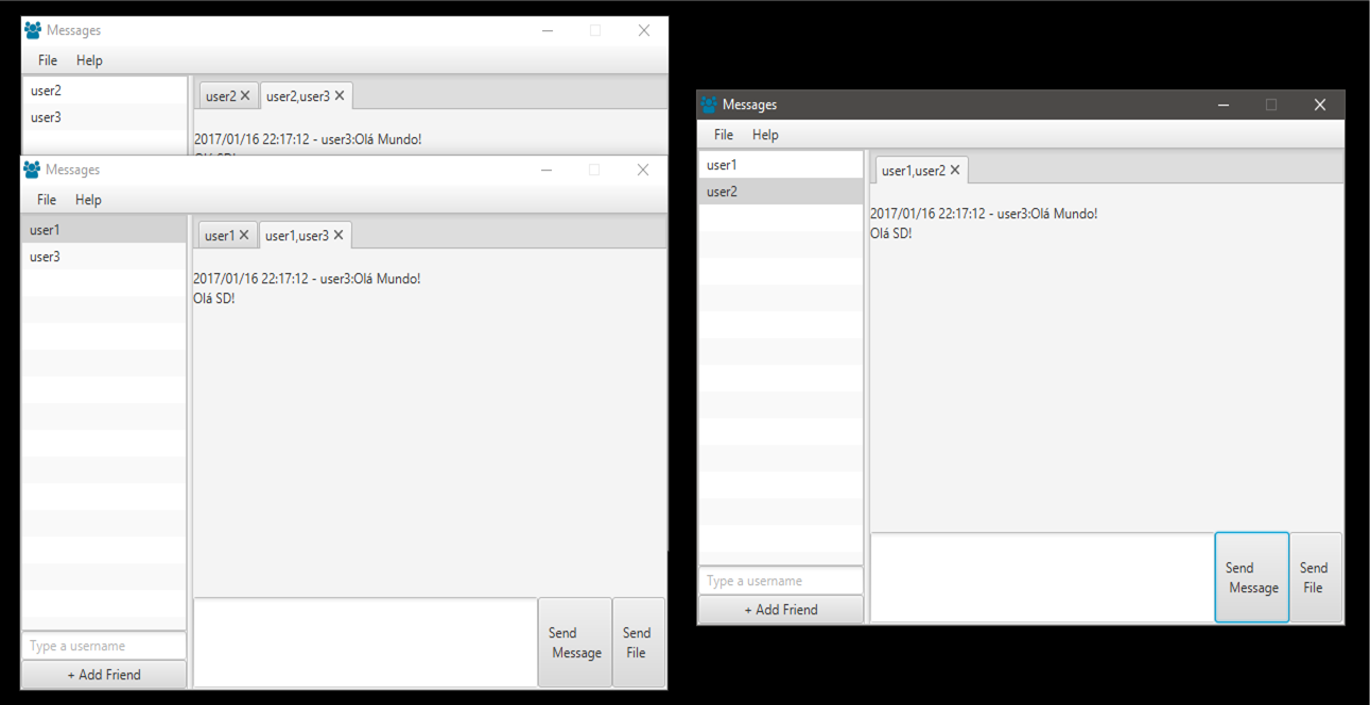 Messages
File Help
user2
user3
user2 user2,user3
2017/01/16 22:17:12 - user3:Olá Mundo!
Messages
File Help
user1
user3
user1 user1,user3
2017/01/16 22:17:12 - user3:Olá Mundo!
Olá SD!
Type a username
+ Add Friend
Send
Message
Send
File
Messages
File Help
user1
user2
user1,user2
2017/01/16 22:17:12 - user3:Olá Mundo!
Olá SD!
Type a username
+ Add Friend
Send
Message
Send
File